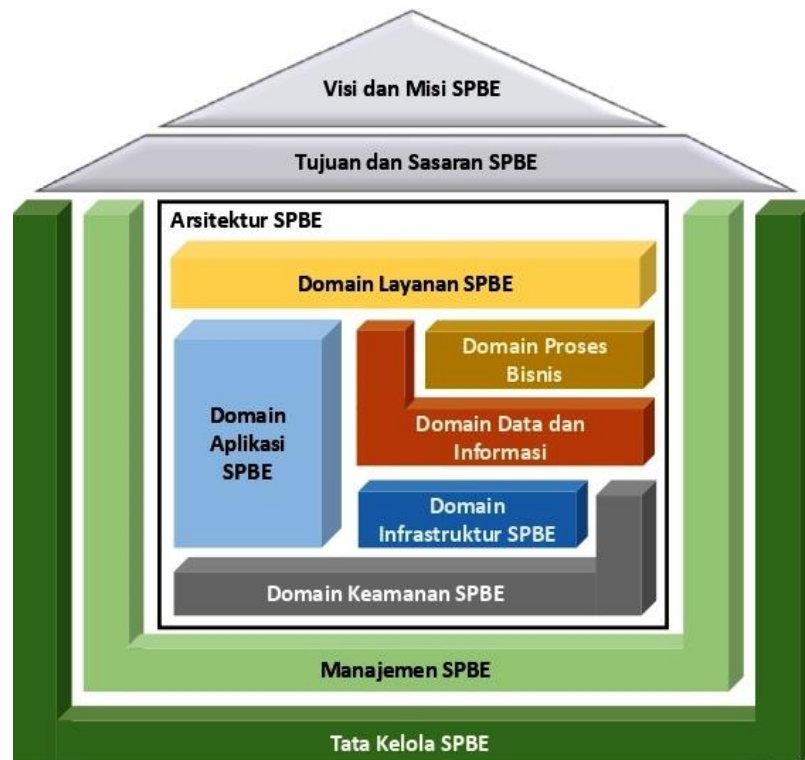 Visi dan Misi SPBE
Tujuan dan Sasaran SPBE
Arsitektur SPBE
Domain Layanan SPBE
Domain Proses
Bisnis
Domain
Aplikasi
SPBE
Domain Data dan
Informasi
Domain
Infrastruktur SPBE
Domain Keamanan SPBE
Manajemen SPBE
Tata Kelola SPBE